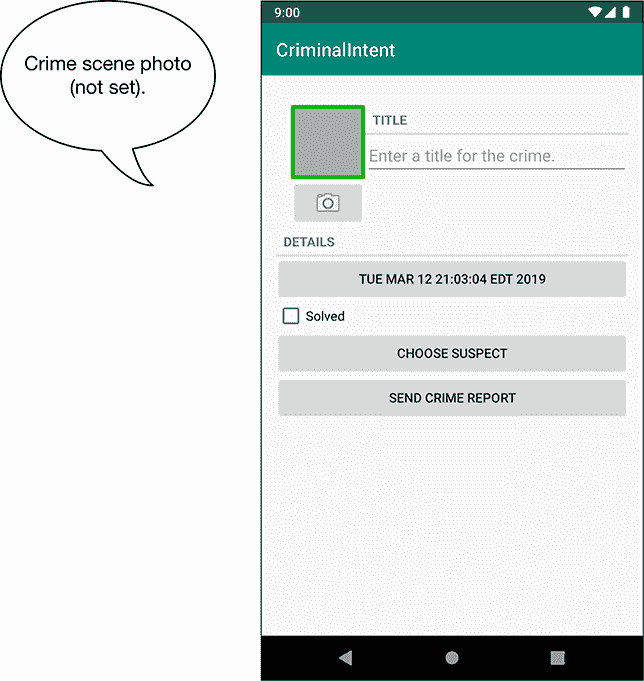 Crime scene photo
(not set).
9:00
CriminalIntent
TITLE
Enter a title for the crime.
DETAILS
TUE MAR 12 21:03:04 EDT 2019
Solved
CHOOSE SUSPECT
SEND CRIME REPORT